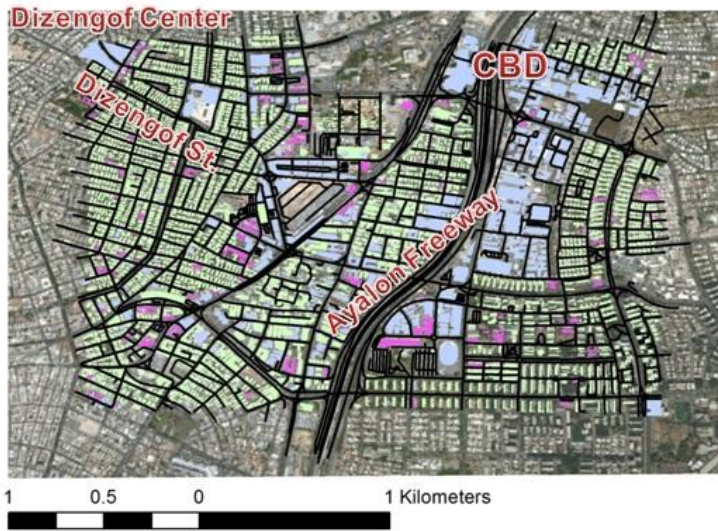 Dizengof Center
CBD
Dizengof St.
Ayalon Freeway
1 0.5 0 1 Kilometers